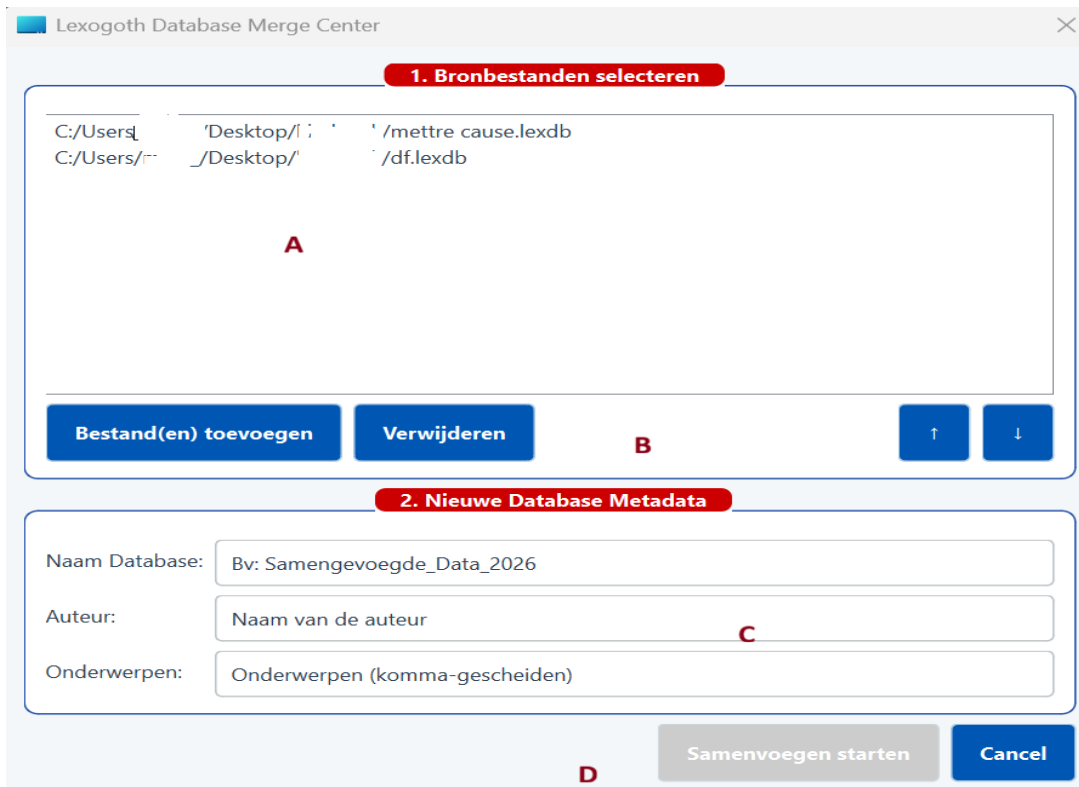 Lexogoth Database Merge Center
1. Bronbestanden selecteren
C:/Users /Desktop/ /mettre cause.lexdb
C:/Users/ _/Desktop/ /df.lexdb
A
Bestand(en) toevoegen Verwijderen B ↑ ↓
2. Nieuwe Database Metadata
Naam Database: Bv: Samengevoegde_Data_2026
Auteur: Naam van de auteur C
Onderwerpen: Onderwerpen (komma-gescheiden)
Samenvoegen starten Cancel
D